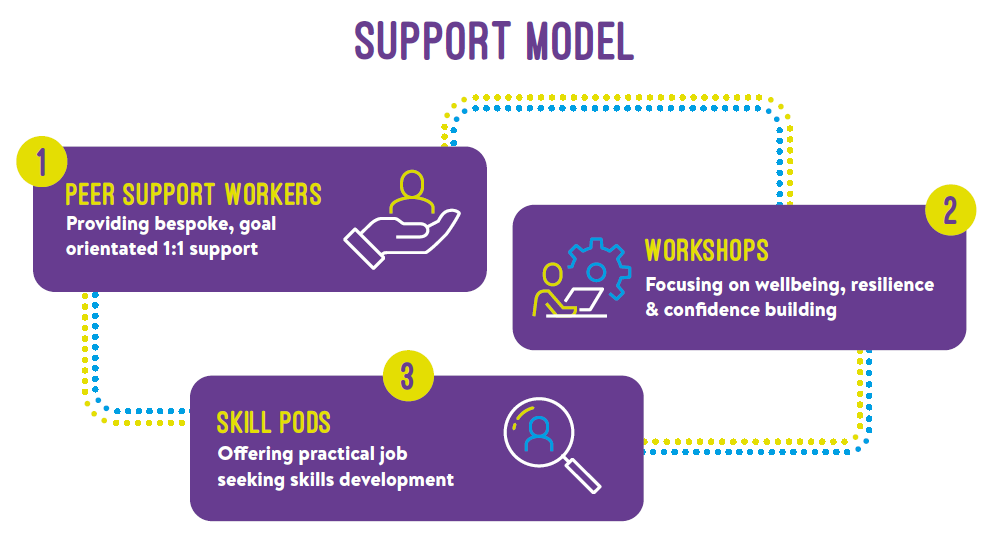 SUPPORT MODEL
1
PEER SUPPORT WORKERS
Providing bespoke, goal
orientated 1:1 support
2
WORKSHOPS
Focusing on wellbeing, resilience
& confidence building
3
SKILL PODS
Offering practical job
seeking skills development